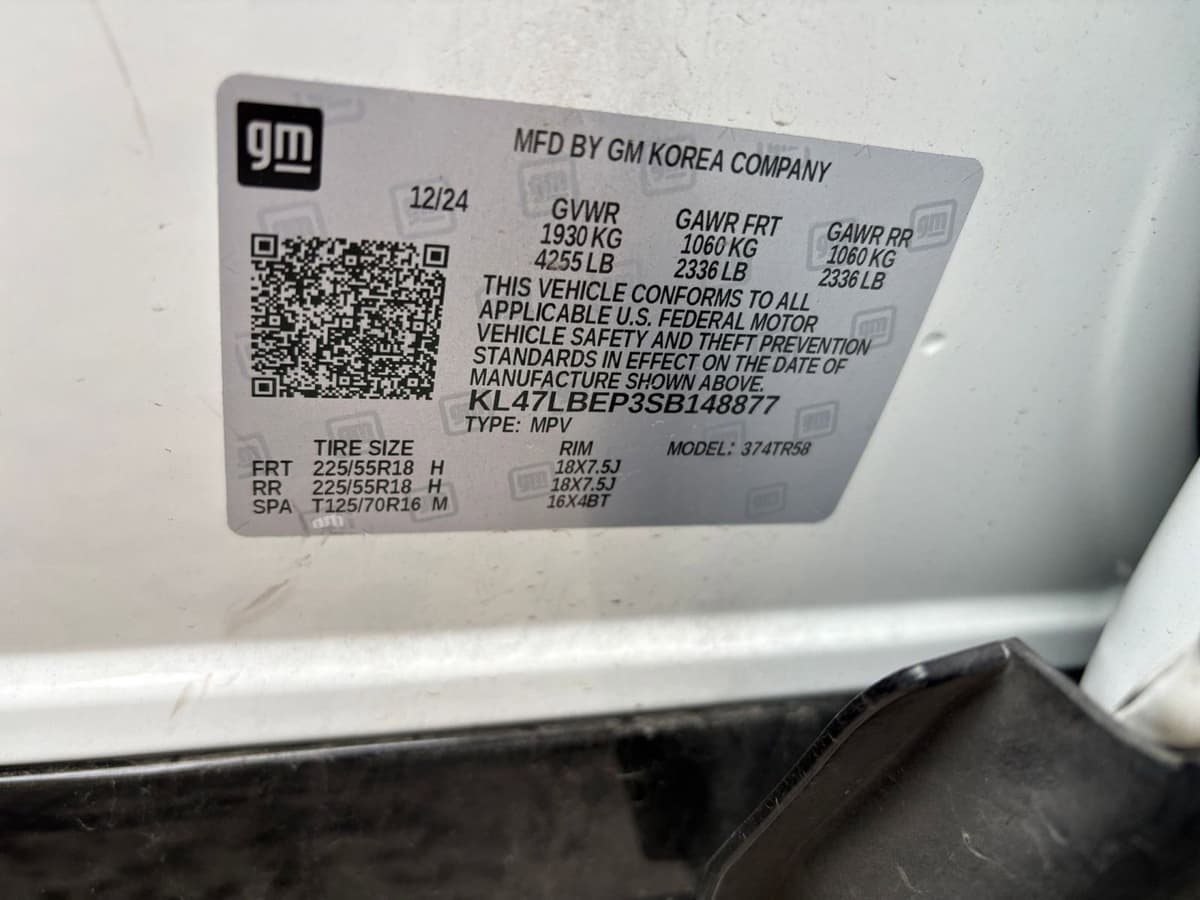 gm
MFD BY GM KOREA COMPANY
12/24 GVWR GAWR FRT GAWR RR
1930 KG 1060 KG 1060 KG
4255 LB 2336 LB 2336 LB
THIS VEHICLE CONFORMS TO ALL
APPLICABLE U.S. FEDERAL MOTOR
VEHICLE SAFETY AND THEFT PREVENTION
STANDARDS IN EFFECT ON THE DATE OF
MANUFACTURE SHOWN ABOVE.
KL47LBEP3SB148877
TYPE: MPV
TIRE SIZE RIM MODEL: 374TR58
FRT 225/55R18 H 18X7.5J
RR 225/55R18 H 18X7.5J
SPA T125/70R16 M 16X4BT